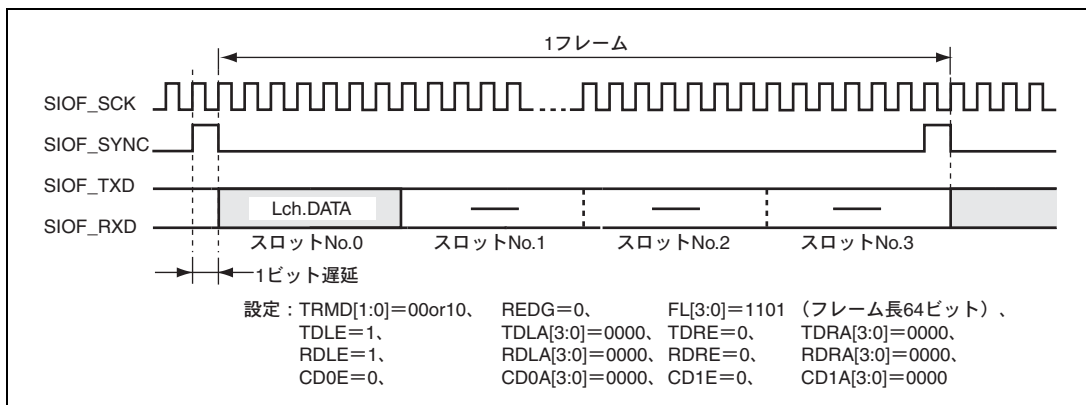 1フレーム
SIOF_SCK
SIOF_SYNC
SIOF_TXD
Lch.DATA
SIOF_RXD
スロットNo.0 スロットNo.1 スロットNo.2 スロットNo.3
1ビット遅延
設定：TRMD[1:0]＝00or10、 REDG＝0、 FL[3:0]＝1101 （フレーム長64ビット）、
TDLE＝1、 TDLA[3:0]＝0000、 TDRE＝0、 TDRA[3:0]＝0000、
RDLE＝1、 RDLA[3:0]＝0000、 RDRE＝0、 RDRA[3:0]＝0000、
CD0E＝0、 CD0A[3:0]＝0000、 CD1E＝0、 CD1A[3:0]＝0000